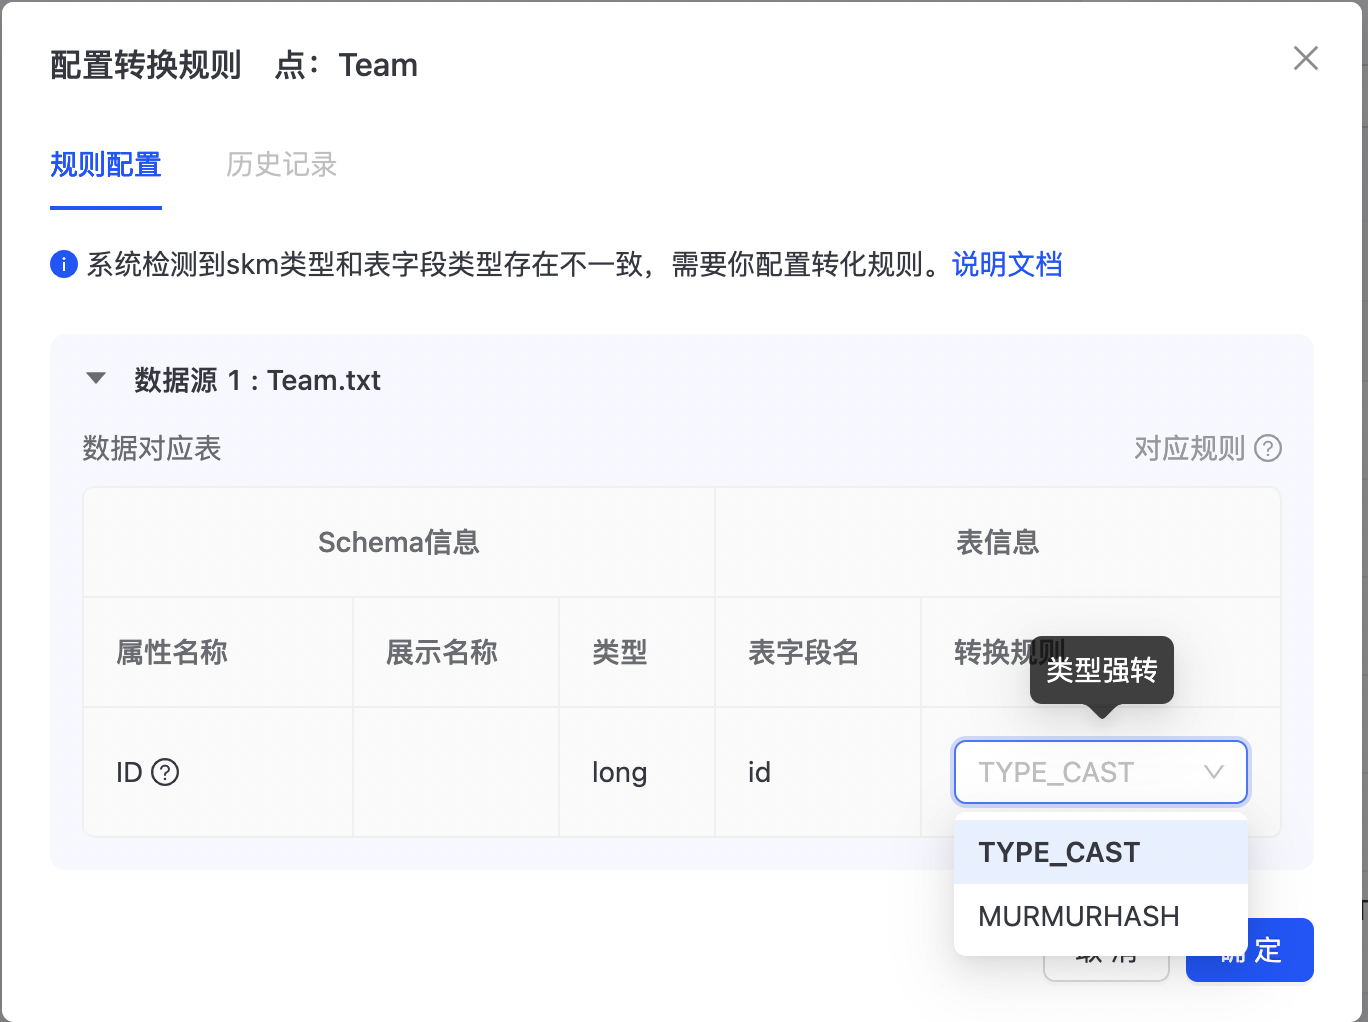 配置转换规则 点：Team
规则配置 历史记录
系统检测到skm类型和表字段类型存在不一致，需要你配置转化规则。说明文档
数据源 1 : Team.txt
数据对应表 对应规则
Schema信息 表信息
属性名称 展示名称 类型 表字段名 转换规则
类型强转
ID long id TYPE_CAST
TYPE_CAST
MURMURHASH
取 消 确 定